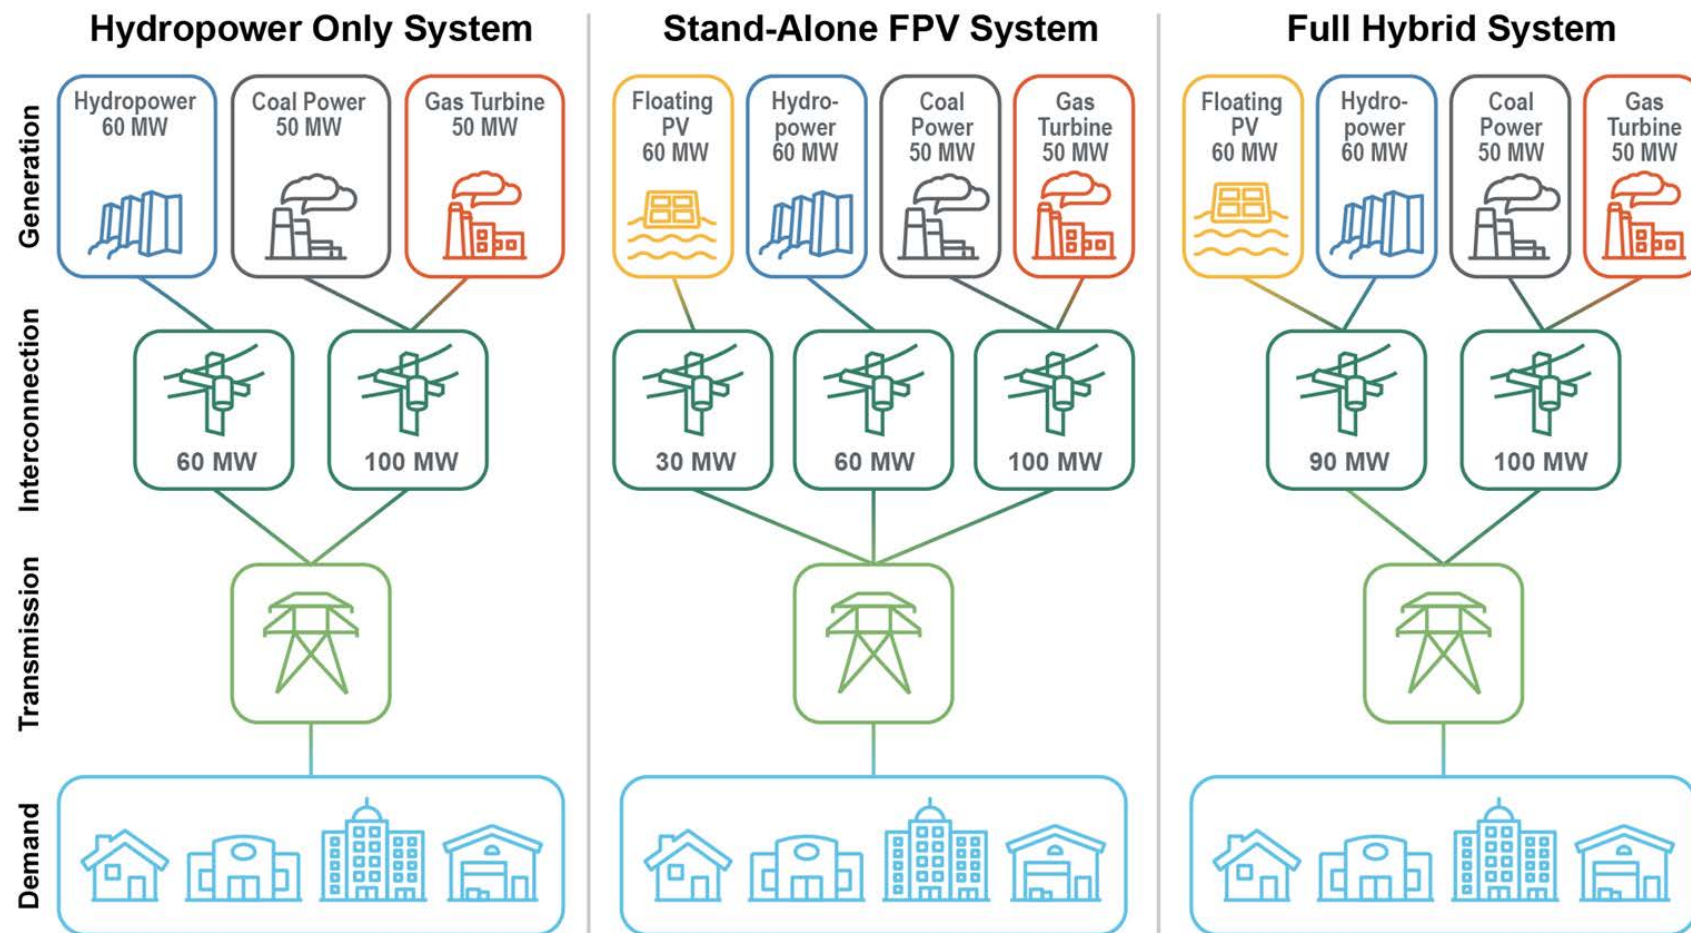 Hydropower Only System
Stand-Alone FPV System
Full Hybrid System
Generation
Hydropower
60 MW
Coal Power
50 MW
Gas Turbine
50 MW
Floating
PV
60 MW
Hydro-
power
60 MW
Coal
Power
50 MW
Gas
Turbine
50 MW
Floating
PV
60 MW
Hydro-
power
60 MW
Coal
Power
50 MW
Gas
Turbine
50 MW
Interconnection
60 MW
100 MW
30 MW
60 MW
100 MW
90 MW
100 MW
Transmission
Demand